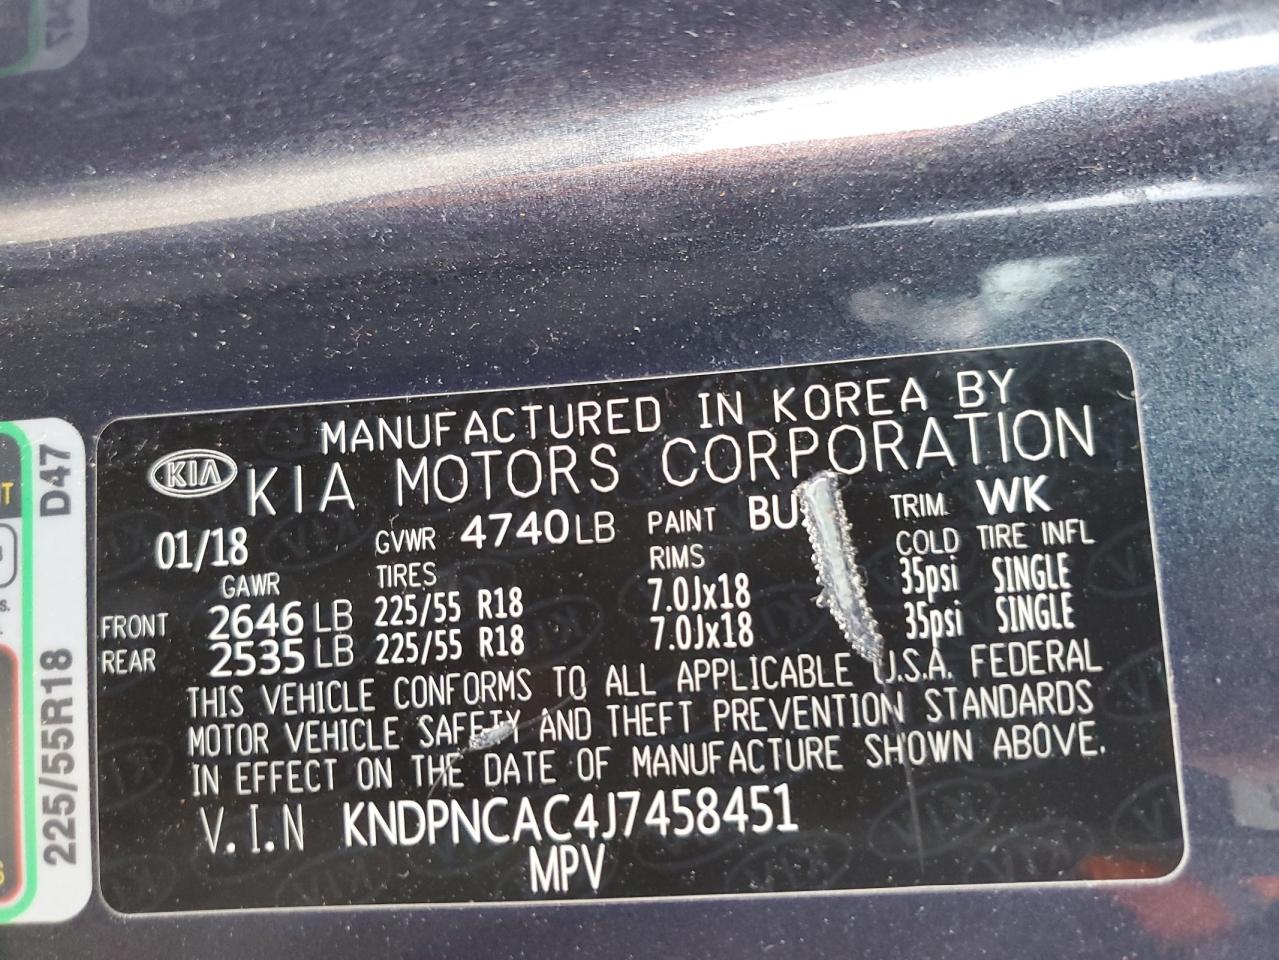 MANUFACTURED IN KOREA BY
KIA KIA MOTORS CORPORATION
01/18 GVWR 4740LB PAINT TRIM WK
GAWR TIRES RIMS COLD TIRE INFL
FRONT 2646 LB 225/55 R18 7.0Jx18 35psi SINGLE
REAR 2535 LB 225/55 R18 7.0Jx18 35psi SINGLE
THIS VEHICLE CONFORMS TO ALL APPLICABLE U.S.A. FEDERAL
MOTOR VEHICLE SAFETY AND THEFT PREVENTION STANDARDS
IN EFFECT ON THE DATE OF MANUFACTURE SHOWN ABOVE.
V.I.N KNDPNCAC4J7458451
MPV
225/55R18 D47